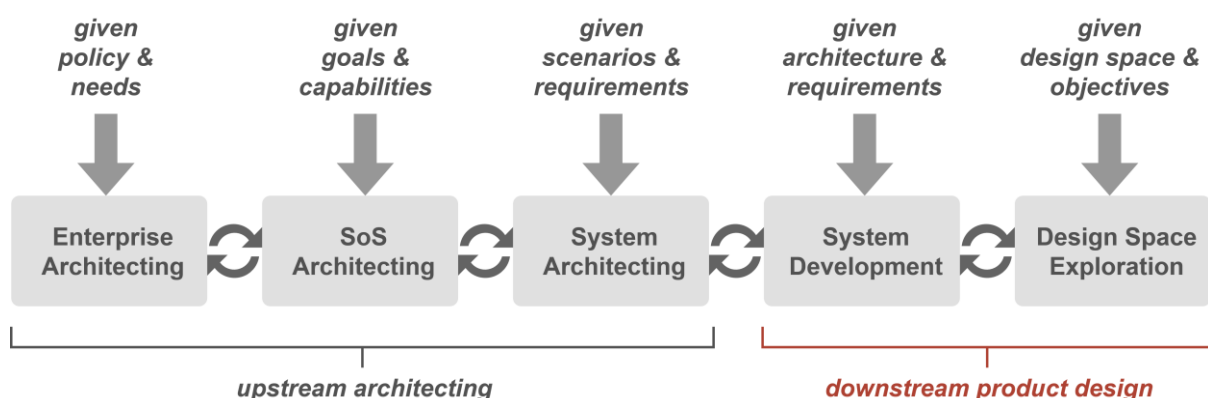 given
policy &
needs
given
goals &
capabilities
given
scenarios &
requirements
given
architecture &
requirements
given
design space &
objectives
Enterprise
Architecting
SoS
Architecting
System
Architecting
System
Development
Design Space
Exploration
upstream architecting
downstream product design